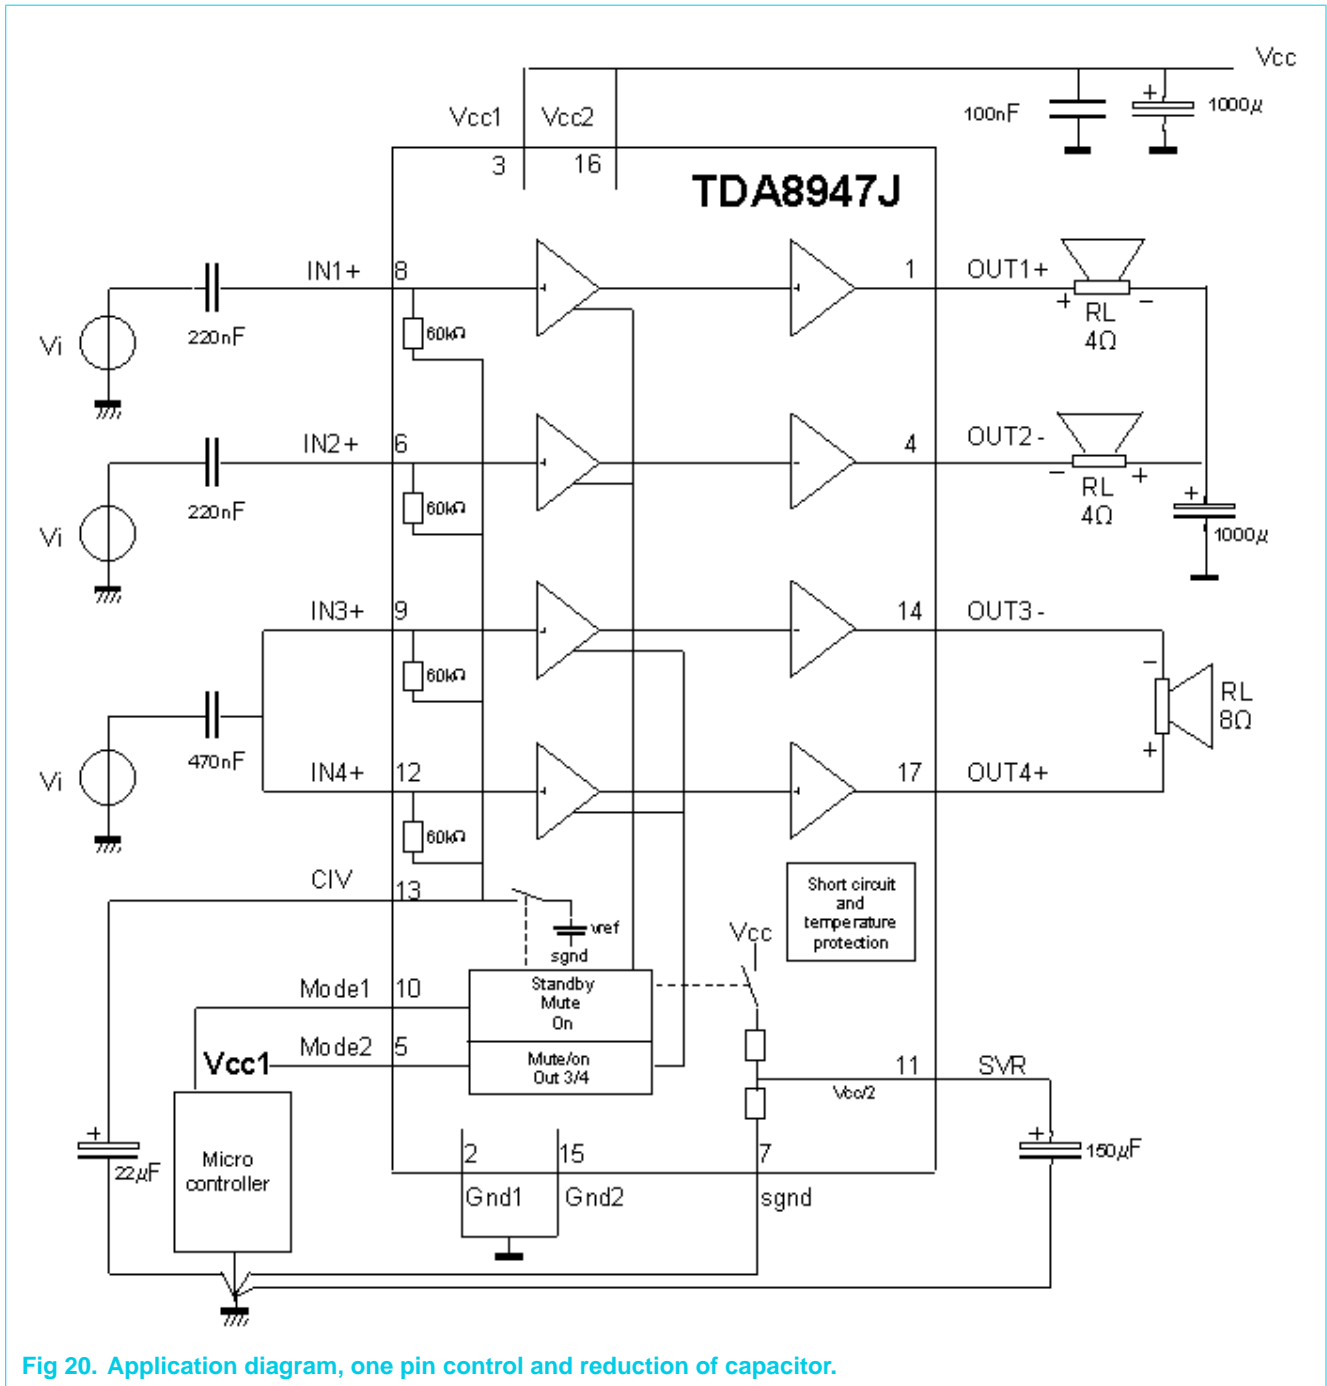 Vcc
Vcc1 Vcc2
100nF
+ 1000μ
3 16
TDA8947J
IN1+ 8
1 OUT1+
Vi
220nF
60kΩ
+ -
RL
4Ω
IN2+ 6
4 OUT2-
Vi
220nF
60kΩ
- +
RL
4Ω
+
1000μ
IN3+ 9
14 OUT3-
60kΩ
-
RL
8Ω
+
Vi
470nF
IN4+ 12
17 OUT4+
60kΩ
CIV 13
vref
sgnd
Short circuit
and
temperature
protection
Vcc
Mode1 10
Standby
Mute
On
Vcc1 Mode2 5
Mute/on
Out 3/4
11 SVR
Vcc/2
+
22μF
Micro
controller
2 15 7
Gnd1 Gnd2 sgnd
+
150μF
Fig 20. Application diagram, one pin control and reduction of capacitor.